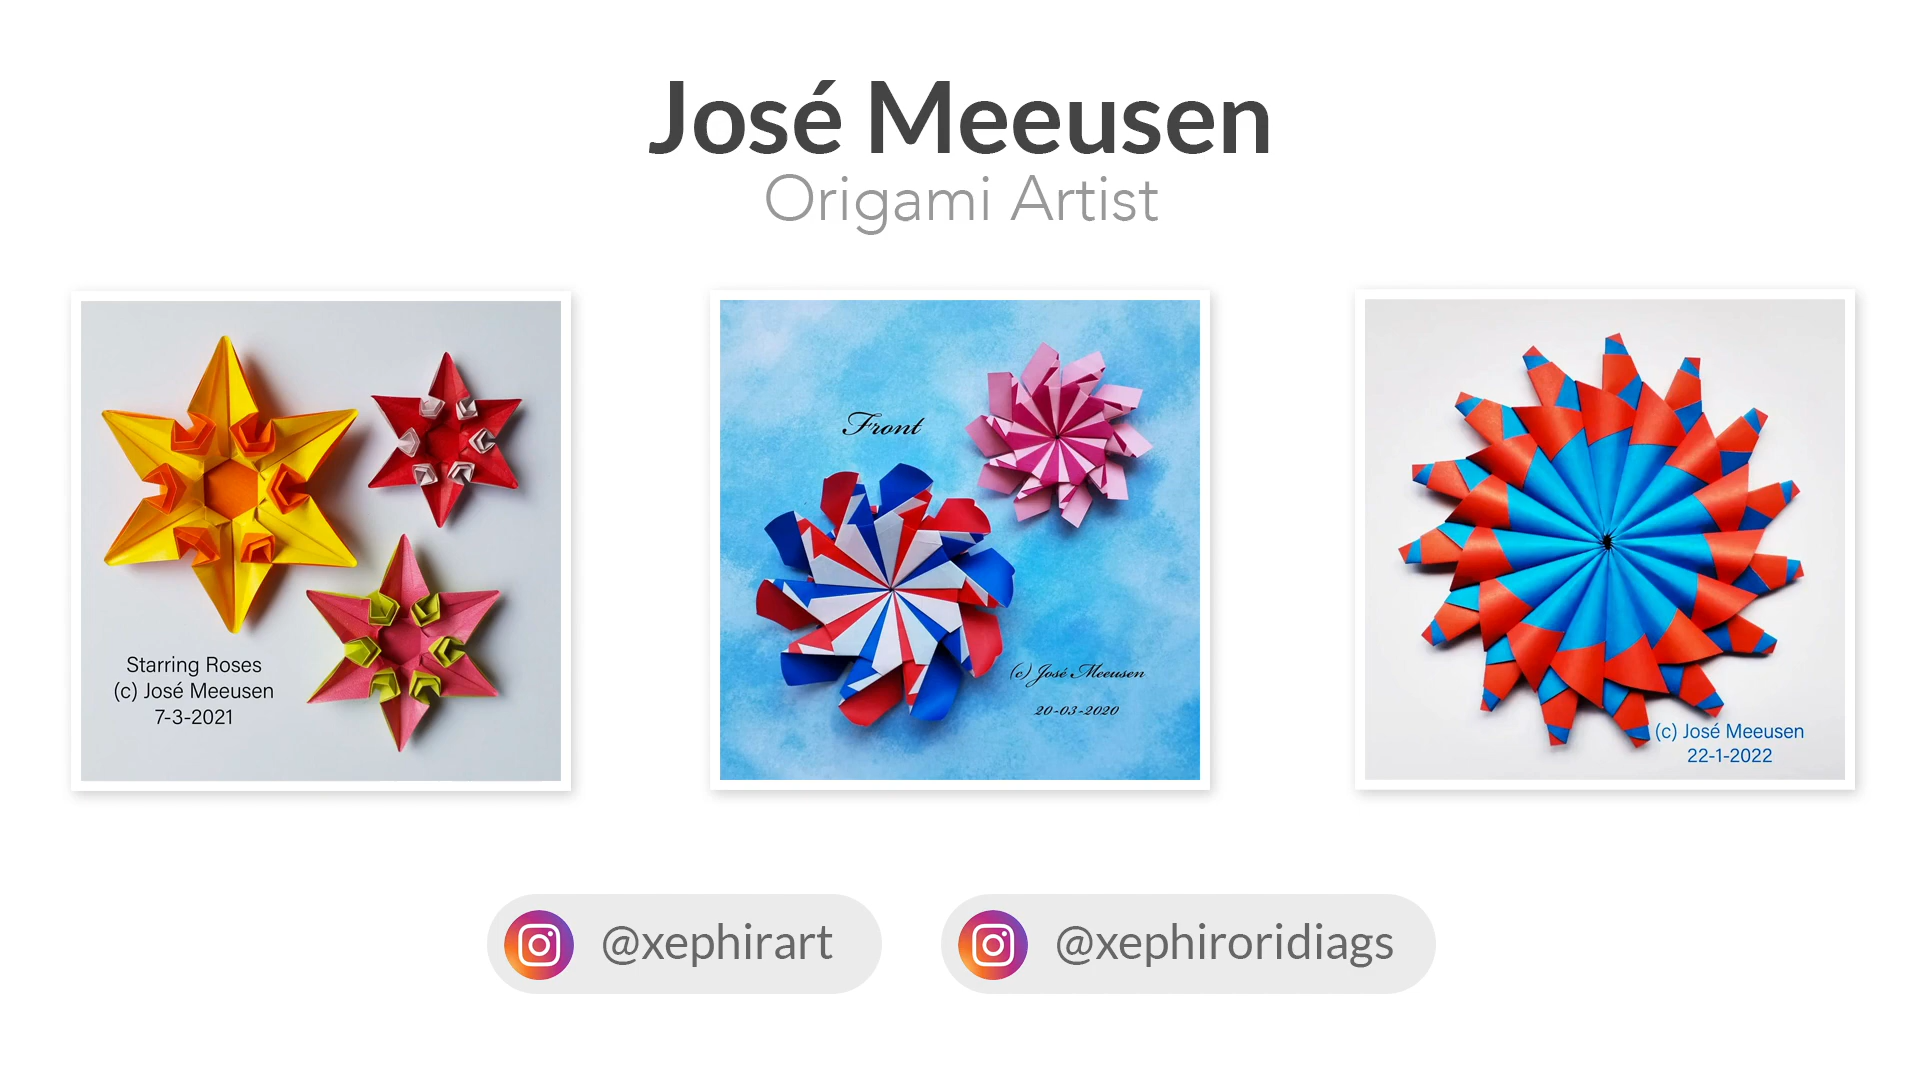 José Meeusen
Origami Artist
Starring Roses
(c) José Meeusen
7-3-2021
Front
(c) José Meeusen
20-03-2020
(c) José Meeusen
22-1-2022
@xephirart
@xephiroridiags